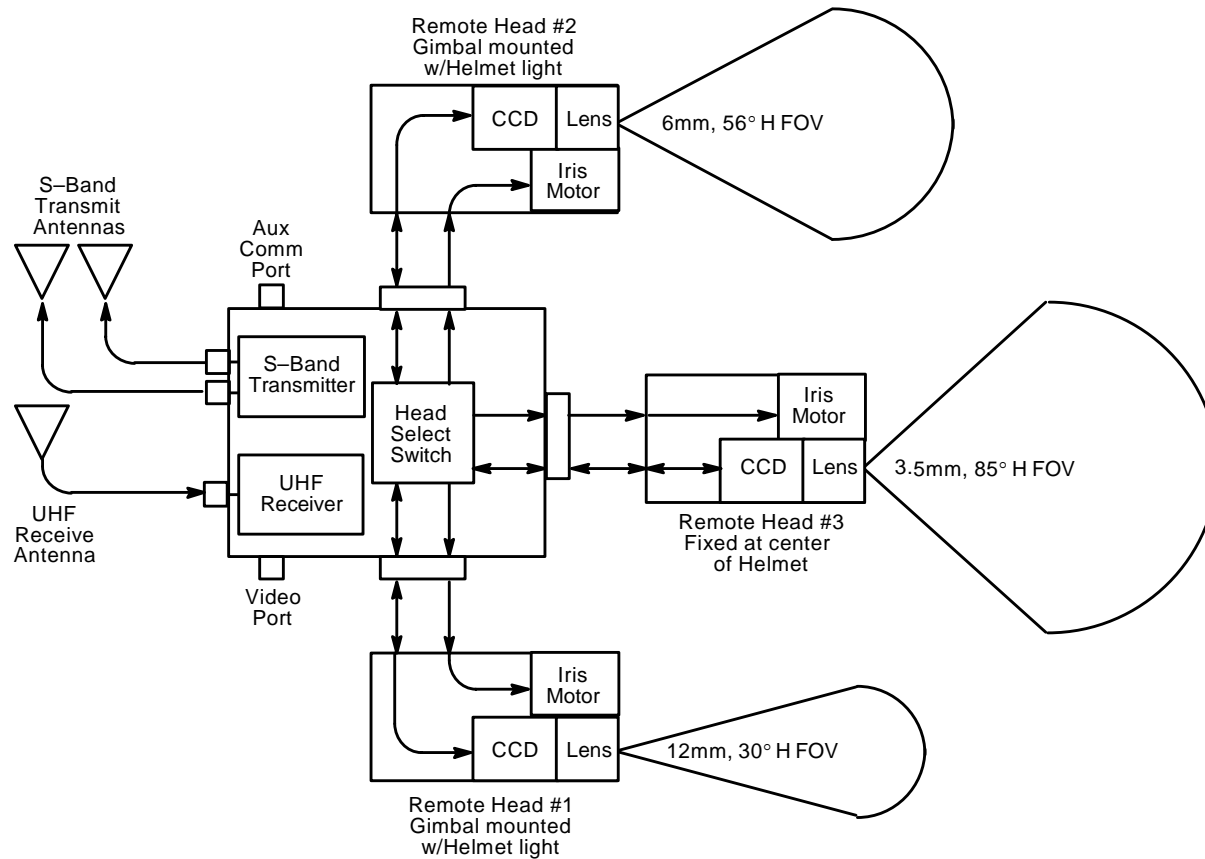 Remote Head #2
Gimbal mounted
w/Helmet light
CCD
Lens
Iris
Motor
6mm, 56° H FOV
S–Band
Transmit
Antennas
Aux
Comm
Port
S–Band
Transmitter
Head
Select
Switch
UHF
Receiver
UHF
Receive
Antenna
Video
Port
Iris
Motor
CCD
Lens
3.5mm, 85° H FOV
Remote Head #3
Fixed at center
of Helmet
Iris
Motor
CCD
Lens
12mm, 30° H FOV
Remote Head #1
Gimbal mounted
w/Helmet light